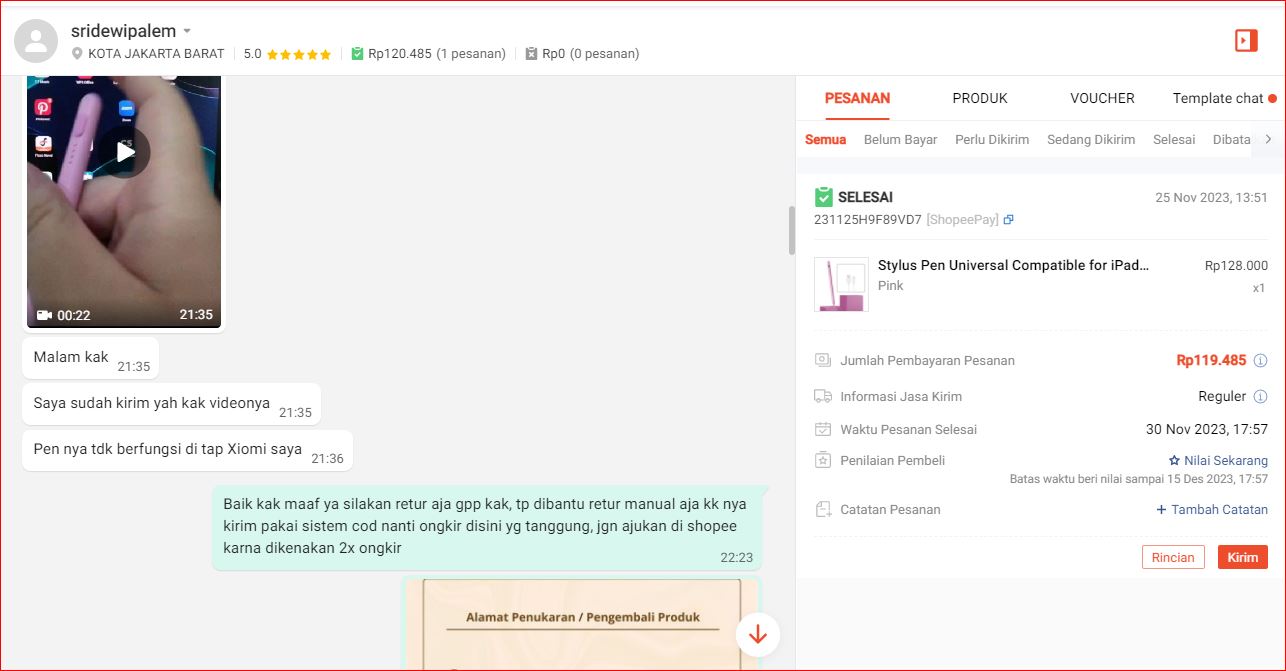 sridewipalem
KOTA JAKARTA BARAT
5.0
Rp120.485 (1 pesanan)
Rp0 (0 pesanan)
Pinterest
Zoom
00:22
21:35
Malam kak
21:35
Saya sudah kirim yah kak videonya
21:35
Pen nya tdk berfungsi di tap Xiomi saya
21:36
Baik kak maaf ya silakan retur aja gpp kak, tp dibantu retur manual aja kk nya
kirim pakai sistem cod nanti ongkir disini yg tanggung, jgn ajukan di shopee
karna dikenakan 2x ongkir
22:23
Alamat Penukaran / Pengembali Produk
PESANAN
PRODUK
VOUCHER
Template chat
Semua
Belum Bayar
Perlu Dikirim
Sedang Dikirim
Selesai
Dibata
SELESAI
25 Nov 2023, 13:51
231125H9F89VD7 [ShopeePay]
Stylus Pen Universal Compatible for iPad...
Rp128.000
Pink
x1
Jumlah Pembayaran Pesanan
Rp119.485
Informasi Jasa Kirim
Reguler
Waktu Pesanan Selesai
30 Nov 2023, 17:57
Penilaian Pembeli
Nilai Sekarang
Batas waktu beri nilai sampai 15 Des 2023, 17:57
Catatan Pesanan
+ Tambah Catatan
Rincian
Kirim